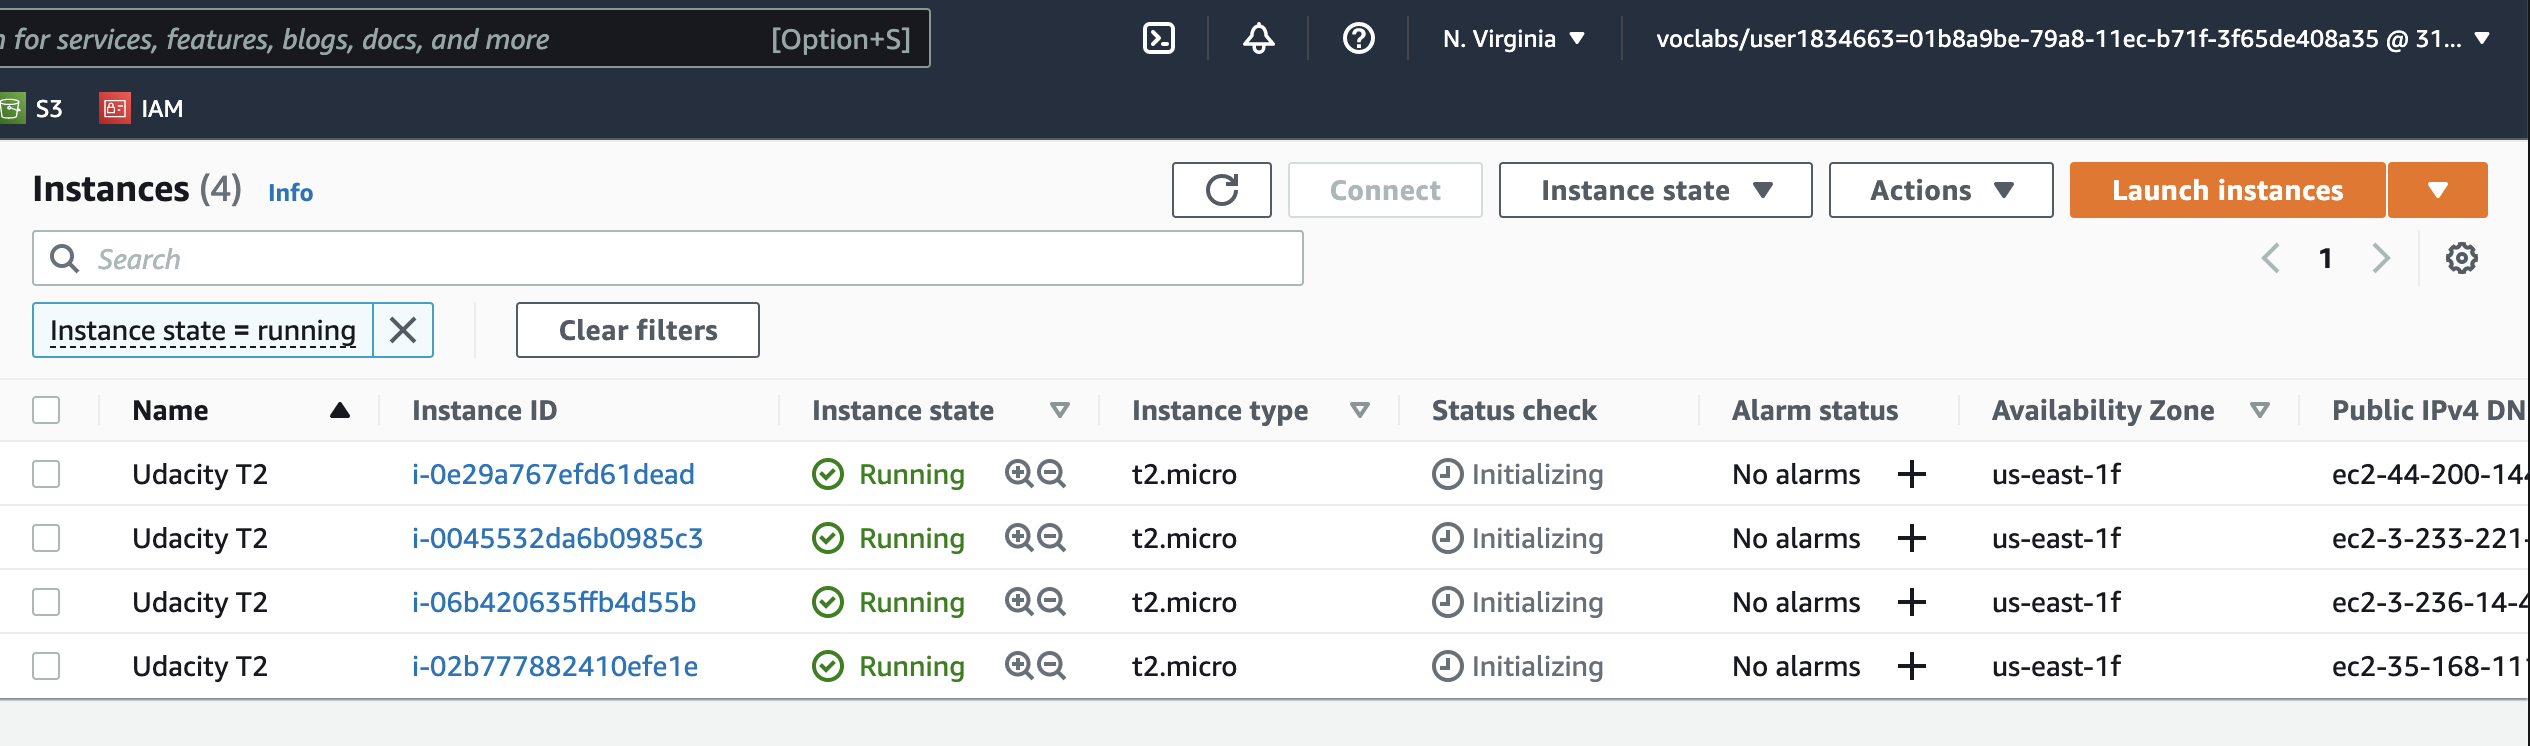 for services, features, blogs, docs, and more [Option+S] N. Virginia voclabs/user1834663=01b8a9be-79a8-11ec-b71f-3f65de408a35 @ 31...
S3 IAM
Instances (4) Info Connect Instance state Actions Launch instances
Search 1
Instance state = running Clear filters
Name Instance ID Instance state Instance type Status check Alarm status Availability Zone Public IPv4 DN
Udacity T2 i-0e29a767efd61dead Running t2.micro Initializing No alarms + us-east-1f ec2-44-200-144
Udacity T2 i-0045532da6b0985c3 Running t2.micro Initializing No alarms + us-east-1f ec2-3-233-221-
Udacity T2 i-06b420635ffb4d55b Running t2.micro Initializing No alarms + us-east-1f ec2-3-236-14-4
Udacity T2 i-02b777882410efe1e Running t2.micro Initializing No alarms + us-east-1f ec2-35-168-11